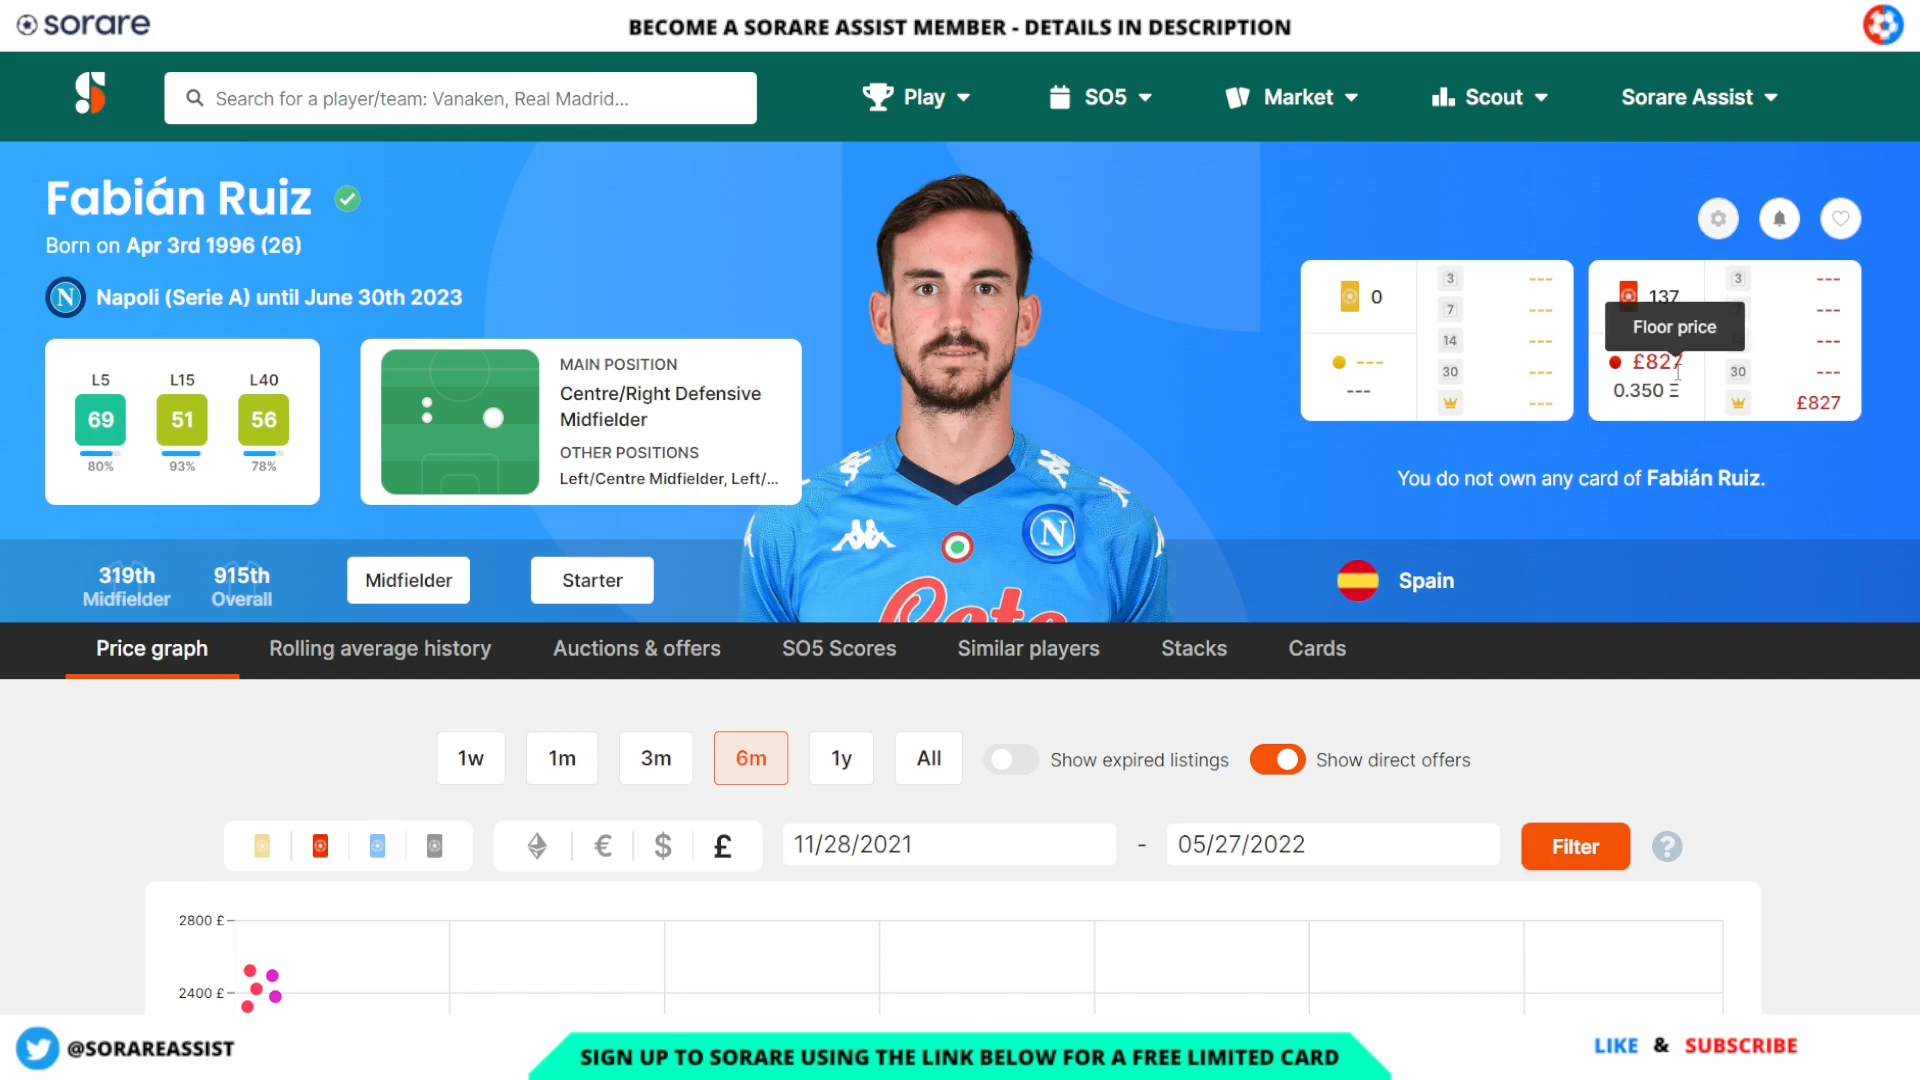 sorare
BECOME A SORARE ASSIST MEMBER - DETAILS IN DESCRIPTION
Search for a player/team: Vanaken, Real Madrid...
Play
SO5
Market
Scout
Sorare Assist
Fabián Ruiz
Born on Apr 3rd 1996 (26)
N Napoli (Serie A) until June 30th 2023
L5 L15 L40
69 51 56
80% 93% 78%
MAIN POSITION
Centre/Right Defensive
Midfielder
OTHER POSITIONS
Left/Centre Midfielder, Left/...
0
---
---
3 ---
7 ---
14 ---
30 ---
---
137
Floor price
£827
0.350 Ξ
3 ---
---
---
30 ---
£827
You do not own any card of Fabián Ruiz.
N
319th
Midfielder
915th
Overall
Midfielder
Starter
Spain
Price graph
Rolling average history
Auctions & offers
SO5 Scores
Similar players
Stacks
Cards
1w
1m
3m
6m
1y
All
Show expired listings
Show direct offers
€ $ £
11/28/2021 - 05/27/2022
Filter
?
2800 £
2400 £
@SORAREASSIST
SIGN UP TO SORARE USING THE LINK BELOW FOR A FREE LIMITED CARD
LIKE & SUBSCRIBE